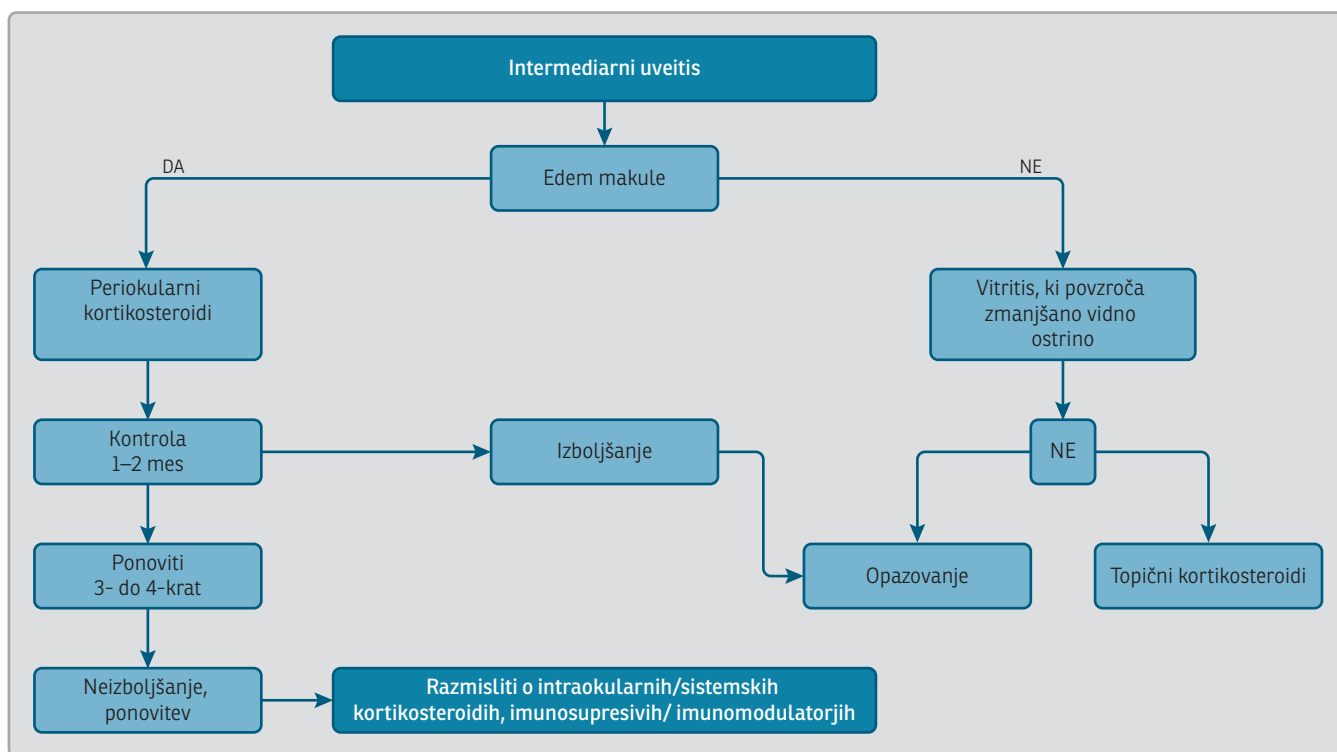 Intermediarni uveitis
Edem makule
DA
NE
Periokularni
kortikosteroidi
Vitritis, ki povzroča
zmanjšano vidno
ostrino
Kontrola
1–2 mes
Izboljšanje
NE
Ponoviti
3- do 4-krat
Opazovanje
Topični kortikosteroidi
Neizboljšanje,
ponovitev
Razmisliti o intraokularnih/sistemskih
kortikosteroidih, imunosupresivih/ imunomodulatorjih